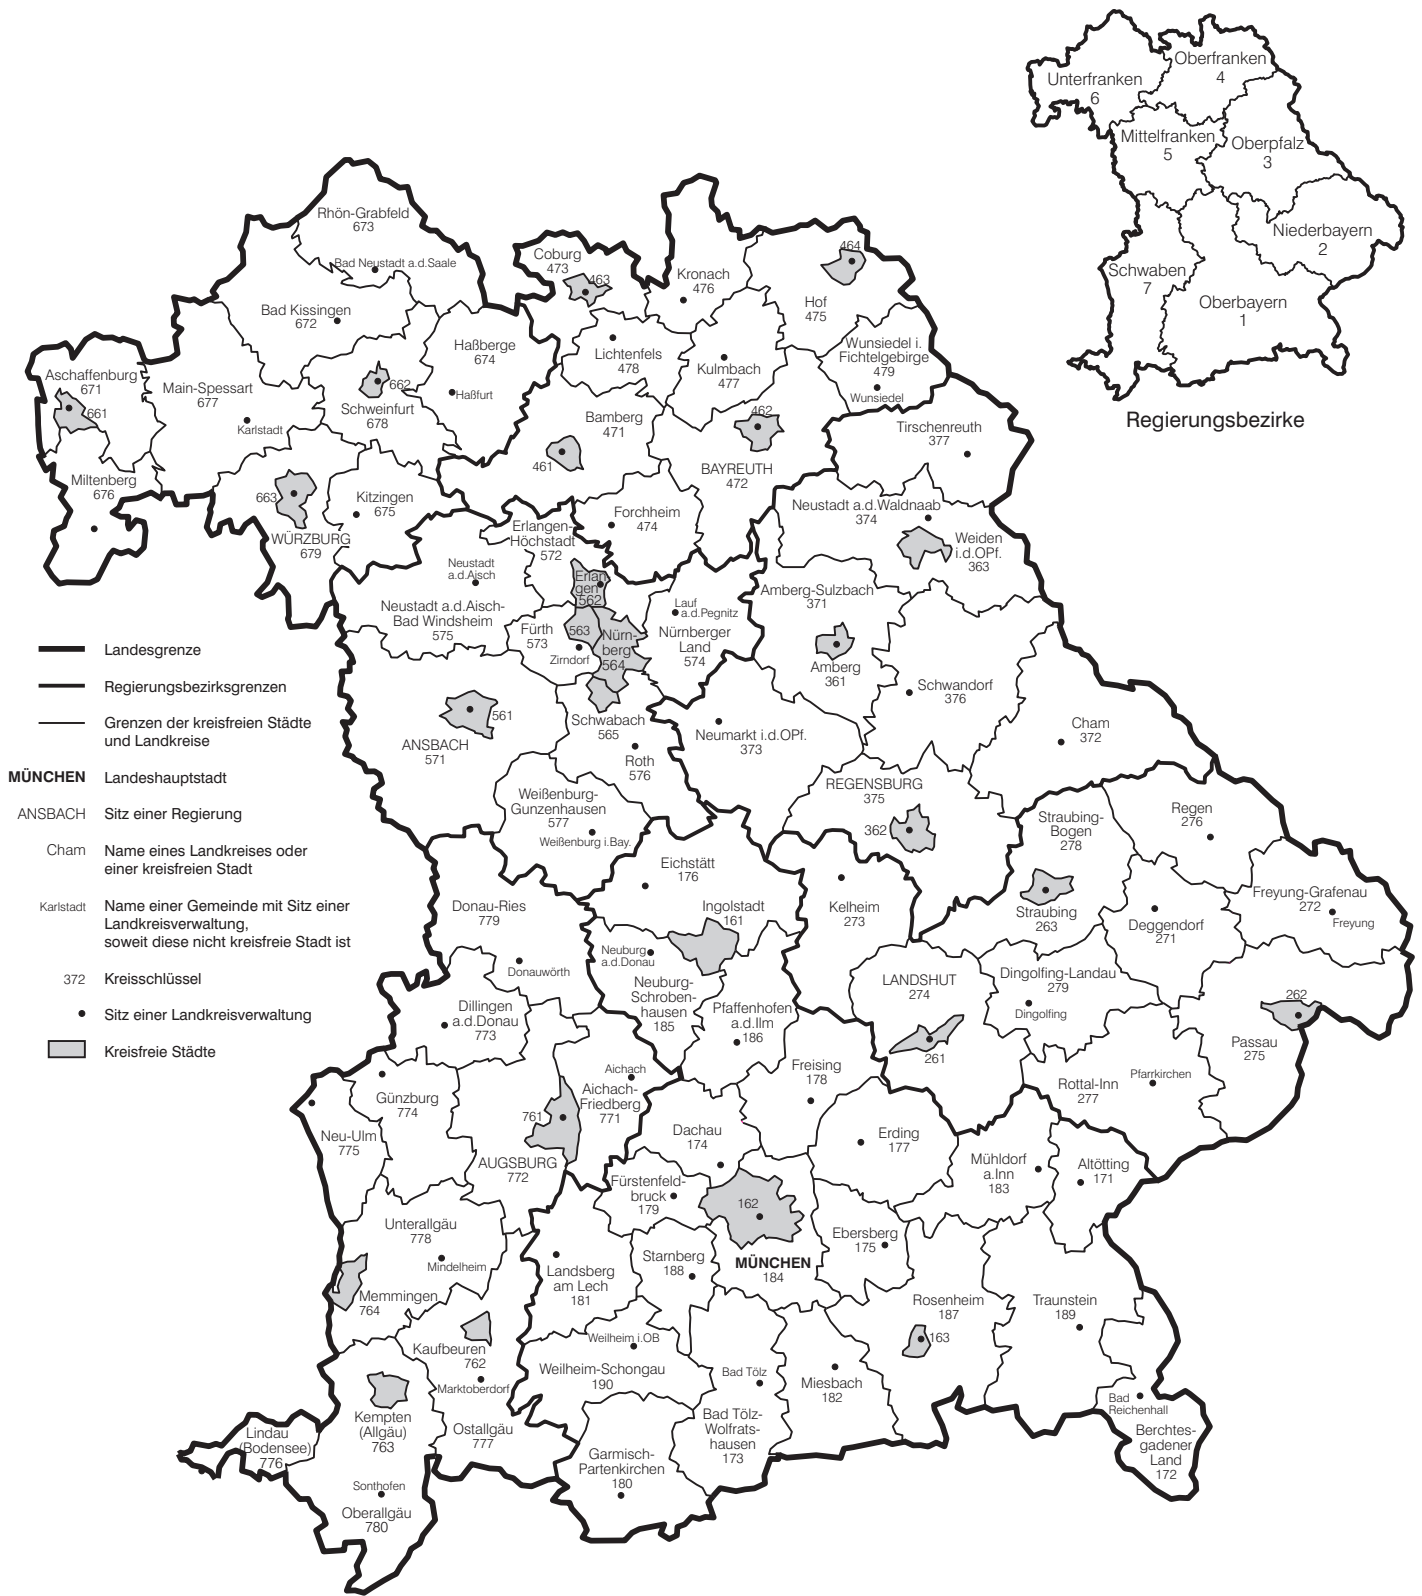 Unterfranken
6
Oberfranken
4
Mittelfranken
5
Oberpfalz
3
Niederbayern
2
Schwaben
7
Oberbayern
1
Regierungsbezirke
Rhön-Grabfeld
673
Bad Neustadt a.d.Saale
Bad Kissingen
672
Coburg
473
463
Kronach
476
464
Hof
475
Haßberge
674
Haßfurt
Lichtenfels
478
Kulmbach
477
Wunsiedel i.
Fichtelgebirge
479
Wunsiedel
Aschaffenburg
671
661
Main-Spessart
677
Karlstadt
662
Schweinfurt
678
Bamberg
471
461
462
BAYREUTH
472
Tirschenreuth
377
Miltenberg
676
663
WÜRZBURG
679
Kitzingen
675
Forchheim
474
Neustadt a.d.Waldnaab
374
Weiden
i.d.OPf.
363
Erlangen-
Höchstadt
572
Erlan
gen
562
Neustadt
a.d.Aisch
Neustadt a.d.Aisch-
Bad Windsheim
575
Fürth
573
563
Zirndorf
Nürn-
berg
564
Lauf
a.d.Pegnitz
Nürnberger
Land
574
Amberg-Sulzbach
371
Amberg
361
Schwandorf
376
Cham
372
561
ANSBACH
571
Schwabach
565
Roth
576
Neumarkt i.d.OPf.
373
Weißenburg-
Gunzenhausen
577
Weißenburg i.Bay.
REGENSBURG
375
362
Straubing-
Bogen
278
Regen
276
Landesgrenze
Regierungsbezirksgrenzen
Grenzen der kreisfreien Städte
und Landkreise
MÜNCHEN Landeshauptstadt
ANSBACH Sitz einer Regierung
Cham Name eines Landkreises oder
einer kreisfreien Stadt
Karlstadt Name einer Gemeinde mit Sitz einer
Landkreisverwaltung,
soweit diese nicht kreisfreie Stadt ist
372 Kreisschlüssel
Sitz einer Landkreisverwaltung
Kreisfreie Städte
Eichstätt
176
Ingolstadt
161
Kelheim
273
Straubing
263
Deggendorf
271
Freyung-Grafenau
272
Freyung
Donau-Ries
779
Donauwörth
Neuburg
a.d.Donau
Neuburg-
Schroben-
hausen
185
Pfaffenhofen
a.d.Ilm
186
LANDSHUT
274
261
Dingolfing-Landau
279
Dingolfing
262
Passau
275
Dillingen
a.d.Donau
773
Freising
178
Rottal-Inn
277
Pfarrkirchen
Günzburg
774
Neu-Ulm
775
761
AUGSBURG
772
Aichach
Aichach-
Friedberg
771
Dachau
174
Erding
177
Mühldorf
a.Inn
183
Altötting
171
Fürstenfeld-
bruck
179
162
MÜNCHEN
184
Ebersberg
175
Unterallgäu
778
Mindelheim
Memmingen
764
Landsberg
am Lech
181
Starnberg
188
Rosenheim
187
163
Traunstein
189
Kaufbeuren
762
Marktoberdorf
Ostallgäu
777
Weilheim i.OB
Weilheim-Schongau
190
Bad Tölz
Bad Tölz-
Wolfrats-
hausen
173
Miesbach
182
Bad
Reichenhall
Berchtes-
gadener
Land
172
Kempten
(Allgäu)
763
Lindau
(Bodensee)
776
Sonthofen
Oberallgäu
780
Garmisch-
Partenkirchen
180